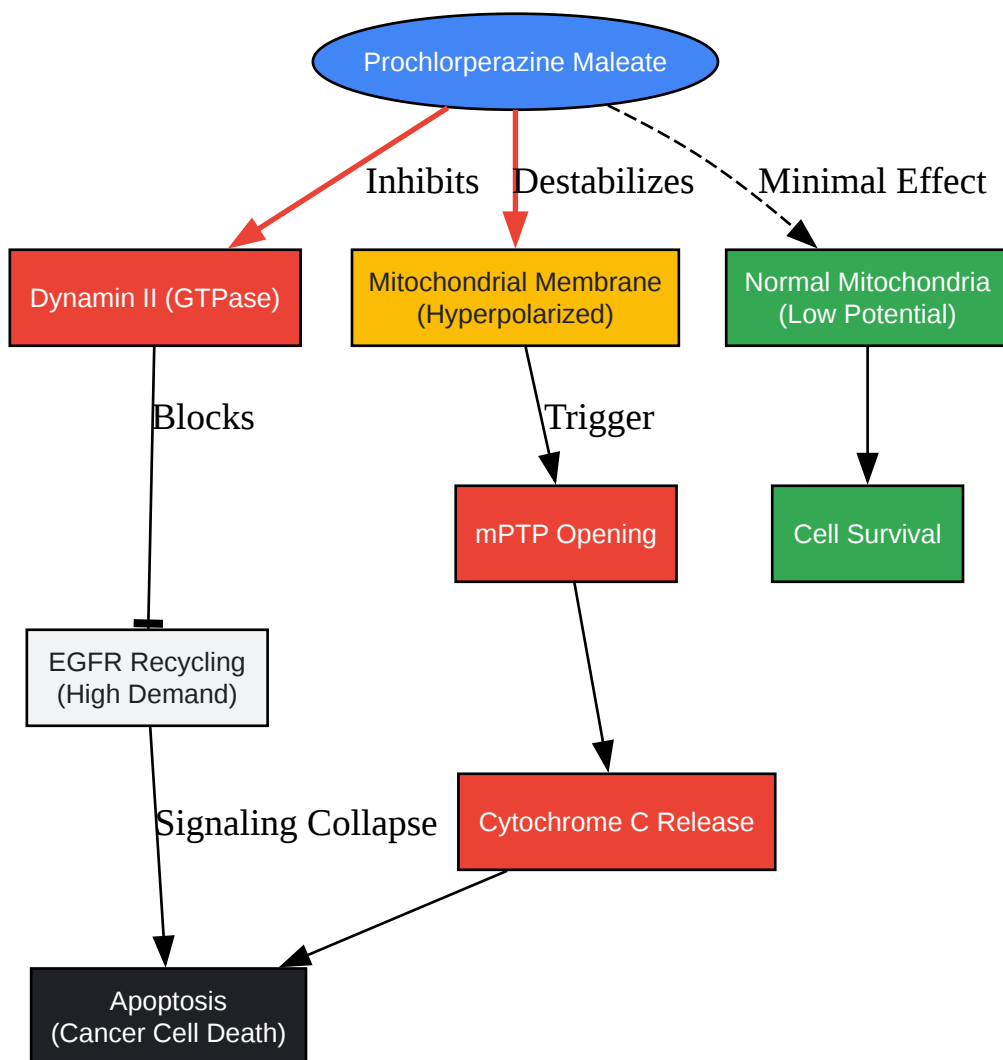 Prochlorperazine Maleate
Inhibits
Destabilizes
Minimal Effect
Dynamin II (GTPase)
Mitochondrial Membrane
(Hyperpolarized)
Normal Mitochondria
(Low Potential)
Blocks
Trigger
mPTP Opening
Cell Survival
EGFR Recycling
(High Demand)
Signaling Collapse
Cytochrome C Release
Apoptosis
(Cancer Cell Death)